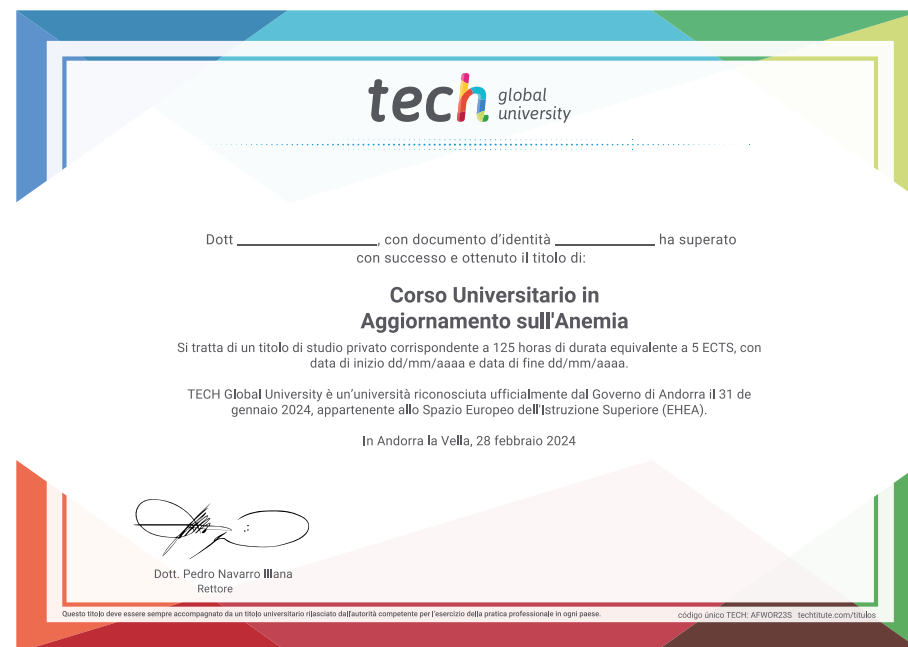 tech global university
Dott ____________________, con documento d'identità __________________ ha superato
con successo e ottenuto il titolo di:
Corso Universitario in
Aggiornamento sull'Anemia
Si tratta di un titolo di studio privato corrispondente a 125 horas di durata equivalente a 5 ECTS, con
data di inizio dd/mm/aaaa e data di fine dd/mm/aaaa.
TECH Global University è un'università riconosciuta ufficialmente dal Governo di Andorra il 31 de
gennaio 2024, appartenente allo Spazio Europeo dell'Istruzione Superiore (EHEA).
In Andorra la Vella, 28 febbraio 2024
Dott. Pedro Navarro Illana
Rettore
Questo titolo deve essere sempre accompagnato da un titolo universitario rilasciato dall'autorità competente per l'esercizio della pratica professionale in ogni paese.
código único TECH: AFWOR23S techtitute.com/titulos